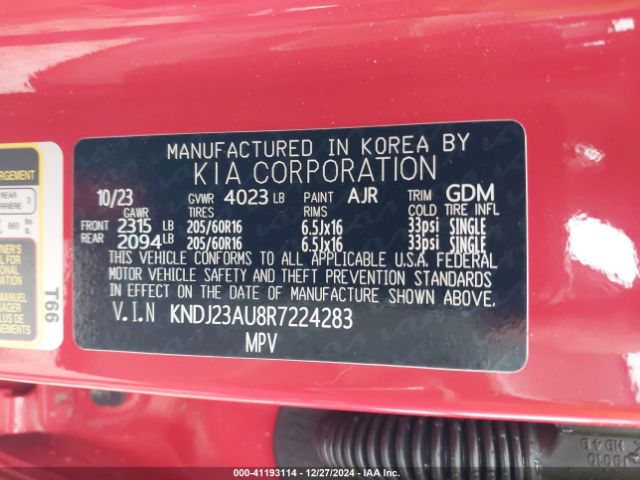 MANUFACTURED IN KOREA BY
KIA CORPORATION
10/23 GVWR 4023 LB PAINT AJR TRIM GDM
GAWR TIRES RIMS COLD TIRE INFL
FRONT 2315 LB 205/60R16 6.5Jx16 33psi SINGLE
REAR 2094 LB 205/60R16 6.5Jx16 33psi SINGLE
THIS VEHICLE CONFORMS TO ALL APPLICABLE U.S.A. FEDERAL
MOTOR VEHICLE SAFETY AND THEFT PREVENTION STANDARDS
IN EFFECT ON THE DATE OF MANUFACTURE SHOWN ABOVE.
V.I.N KNDJ23AU8R7224283
MPV
REAR
3
T66
00-41193114 — 12/27/2024 — IAA Inc.